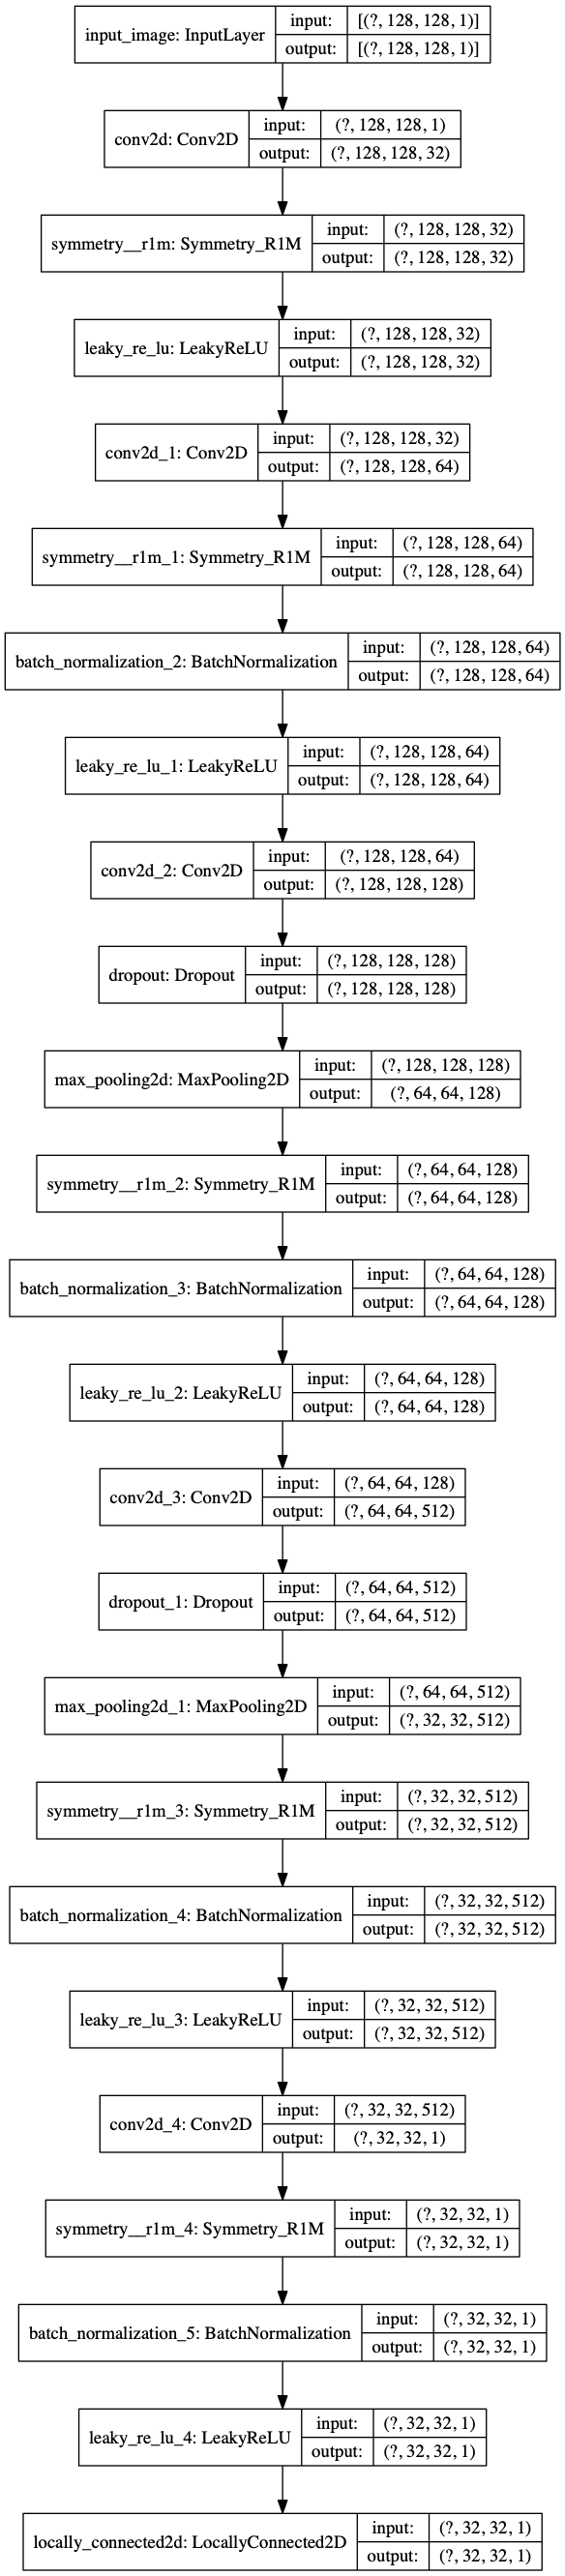 input_image: InputLayer
input: [(?, 128, 128, 1)]
output: [(?, 128, 128, 1)]
conv2d: Conv2D
input: (?, 128, 128, 1)
output: (?, 128, 128, 32)
symmetry__r1m: Symmetry_R1M
input: (?, 128, 128, 32)
output: (?, 128, 128, 32)
leaky_re_lu: LeakyReLU
input: (?, 128, 128, 32)
output: (?, 128, 128, 32)
conv2d_1: Conv2D
input: (?, 128, 128, 32)
output: (?, 128, 128, 64)
symmetry__r1m_1: Symmetry_R1M
input: (?, 128, 128, 64)
output: (?, 128, 128, 64)
batch_normalization_2: BatchNormalization
input: (?, 128, 128, 64)
output: (?, 128, 128, 64)
leaky_re_lu_1: LeakyReLU
input: (?, 128, 128, 64)
output: (?, 128, 128, 64)
conv2d_2: Conv2D
input: (?, 128, 128, 64)
output: (?, 128, 128, 128)
dropout: Dropout
input: (?, 128, 128, 128)
output: (?, 128, 128, 128)
max_pooling2d: MaxPooling2D
input: (?, 128, 128, 128)
output: (?, 64, 64, 128)
symmetry__r1m_2: Symmetry_R1M
input: (?, 64, 64, 128)
output: (?, 64, 64, 128)
batch_normalization_3: BatchNormalization
input: (?, 64, 64, 128)
output: (?, 64, 64, 128)
leaky_re_lu_2: LeakyReLU
input: (?, 64, 64, 128)
output: (?, 64, 64, 128)
conv2d_3: Conv2D
input: (?, 64, 64, 128)
output: (?, 64, 64, 512)
dropout_1: Dropout
input: (?, 64, 64, 512)
output: (?, 64, 64, 512)
max_pooling2d_1: MaxPooling2D
input: (?, 64, 64, 512)
output: (?, 32, 32, 512)
symmetry__r1m_3: Symmetry_R1M
input: (?, 32, 32, 512)
output: (?, 32, 32, 512)
batch_normalization_4: BatchNormalization
input: (?, 32, 32, 512)
output: (?, 32, 32, 512)
leaky_re_lu_3: LeakyReLU
input: (?, 32, 32, 512)
output: (?, 32, 32, 512)
conv2d_4: Conv2D
input: (?, 32, 32, 512)
output: (?, 32, 32, 1)
symmetry__r1m_4: Symmetry_R1M
input: (?, 32, 32, 1)
output: (?, 32, 32, 1)
batch_normalization_5: BatchNormalization
input: (?, 32, 32, 1)
output: (?, 32, 32, 1)
leaky_re_lu_4: LeakyReLU
input: (?, 32, 32, 1)
output: (?, 32, 32, 1)
locally_connected2d: LocallyConnected2D
input: (?, 32, 32, 1)
output: (?, 32, 32, 1)